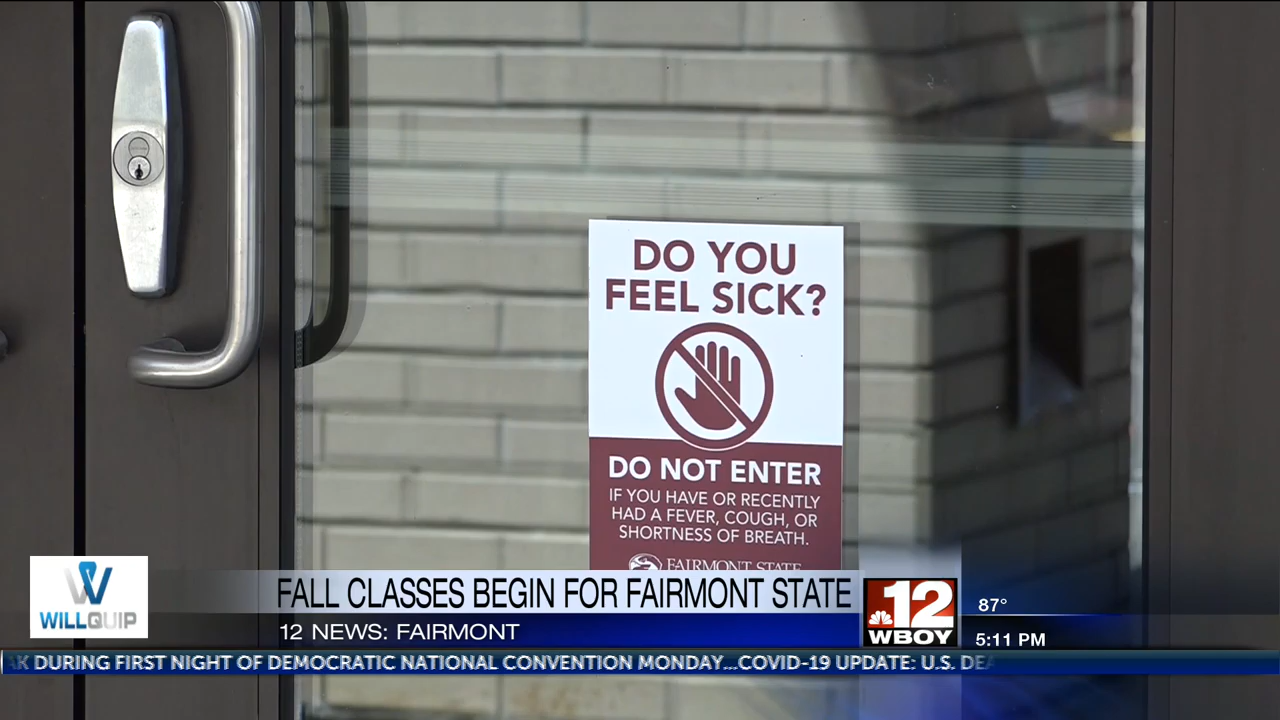 DO YOU
FEEL SICK?
DO NOT ENTER
IF YOU HAVE OR RECENTLY
HAD A FEVER, COUGH, OR
SHORTNESS OF BREATH.
FAIRMONT STATE
WILLQUIP
FALL CLASSES BEGIN FOR FAIRMONT STATE
12 NEWS: FAIRMONT
12
WBOY
87°
5:11 PM
DURING FIRST NIGHT OF DEMOCRATIC NATIONAL CONVENTION MONDAY...COVID-19 UPDATE: U.S.